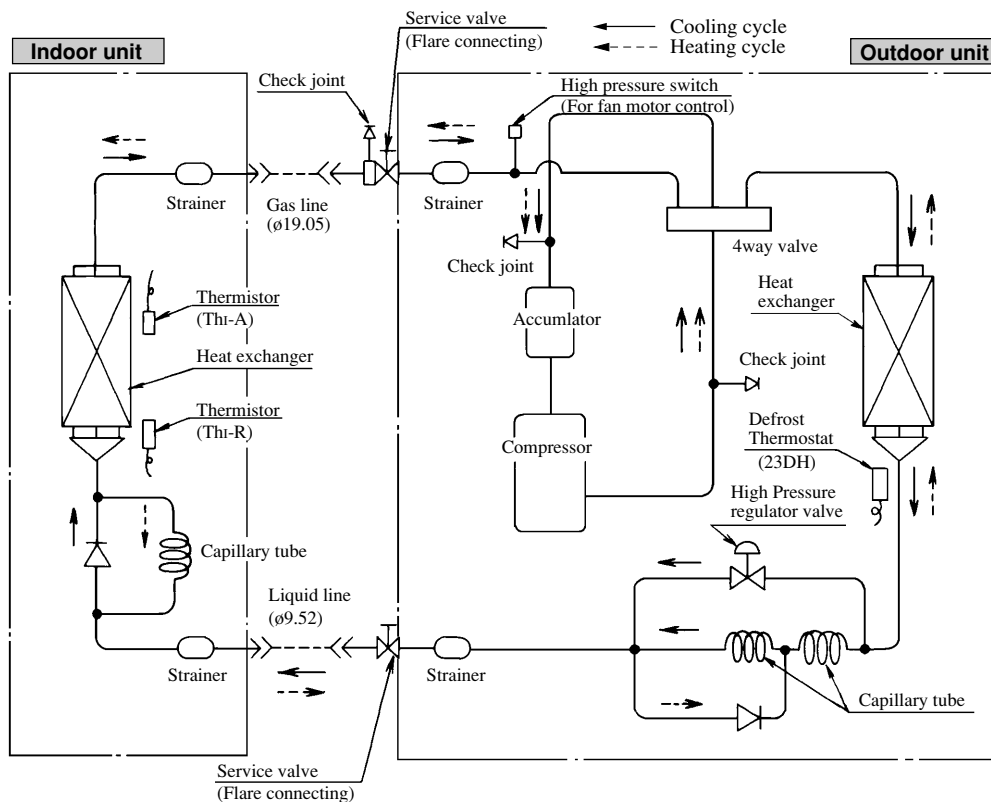 Service valve
(Flare connecting)
Cooling cycle
Heating cycle
Indoor unit
Outdoor unit
Check joint
High pressure switch
(For fan motor control)
Strainer
Gas line
(ø19.05)
Strainer
4way valve
Check joint
Heat
exchanger
Thermistor
(ThI-A)
Accumlator
Heat exchanger
Check joint
Thermistor
(ThI-R)
Compressor
Defrost
Thermostat
(23DH)
High Pressure
regulator valve
Capillary tube
Liquid line
(ø9.52)
Strainer
Strainer
Capillary tube
Service valve
(Flare connecting)